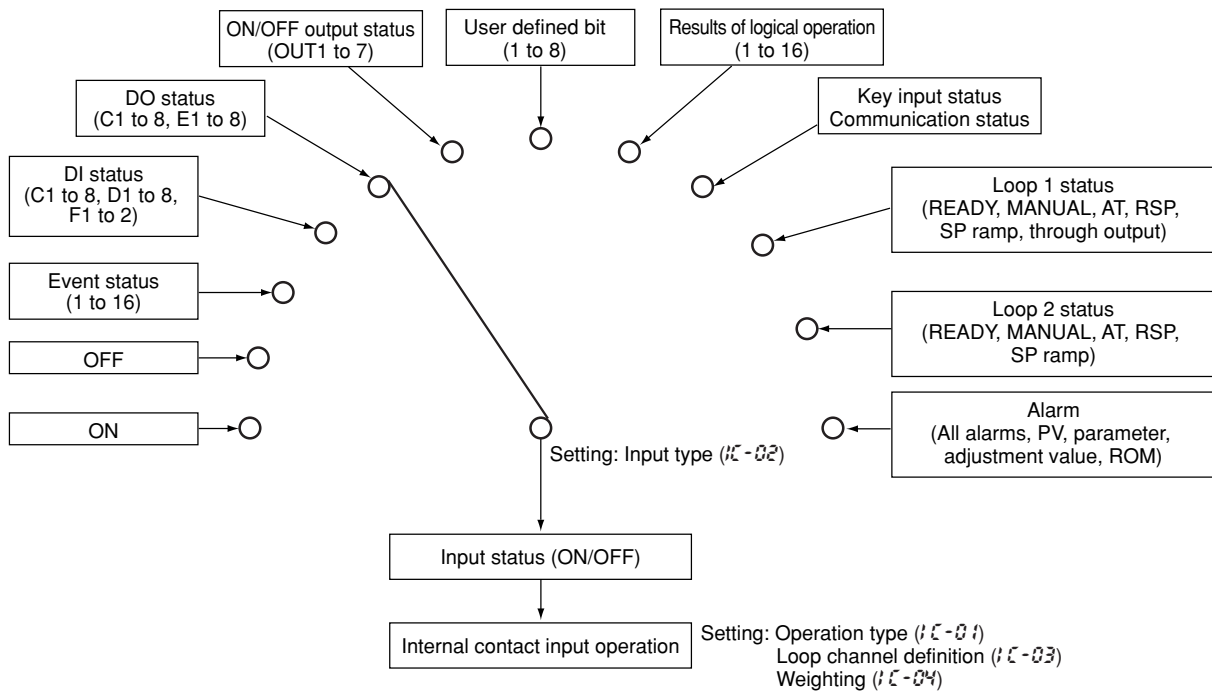 ON/OFF output status
(OUT1 to 7)
User defined bit
(1 to 8)
Results of logical operation
(1 to 16)
DO status
(C1 to 8, E1 to 8)
Key input status
Communication status
DI status
(C1 to 8, D1 to 8,
F1 to 2)
Loop 1 status
(READY, MANUAL, AT, RSP,
SP ramp, through output)
Event status
(1 to 16)
Loop 2 status
(READY, MANUAL, AT, RSP,
SP ramp)
OFF
ON
Alarm
(All alarms, PV, parameter,
adjustment value, ROM)
Setting: Input type (IC-02)
Input status (ON/OFF)
Internal contact input operation
Setting: Operation type (IC-01)
Loop channel definition (IC-03)
Weighting (IC-04)